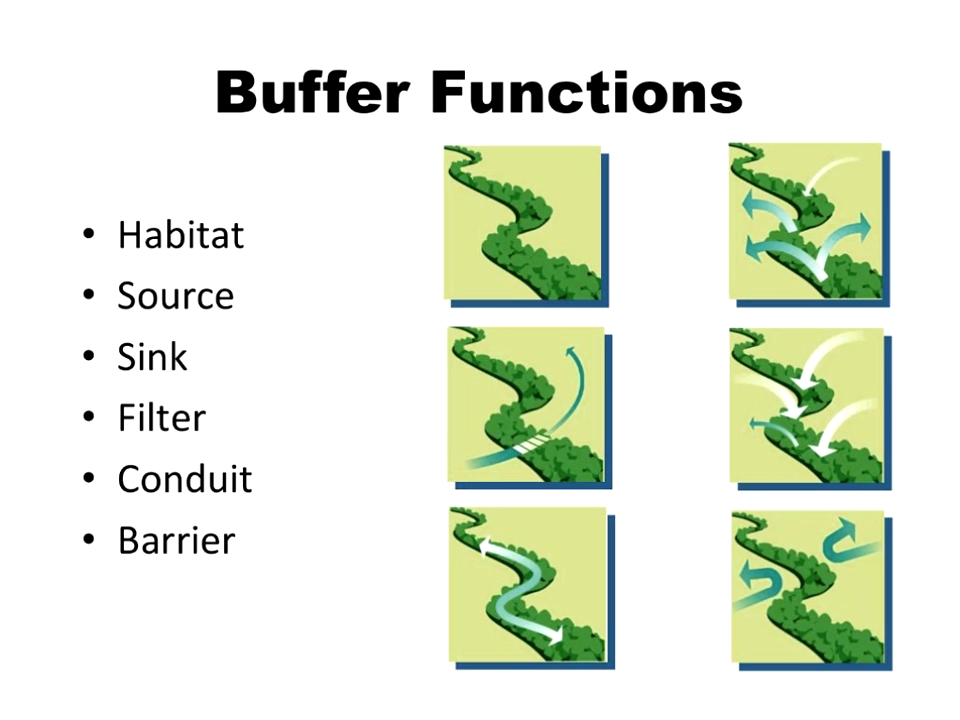 Buffer Functions
• Habitat
• Source
• Sink
• Filter
• Conduit
• Barrier